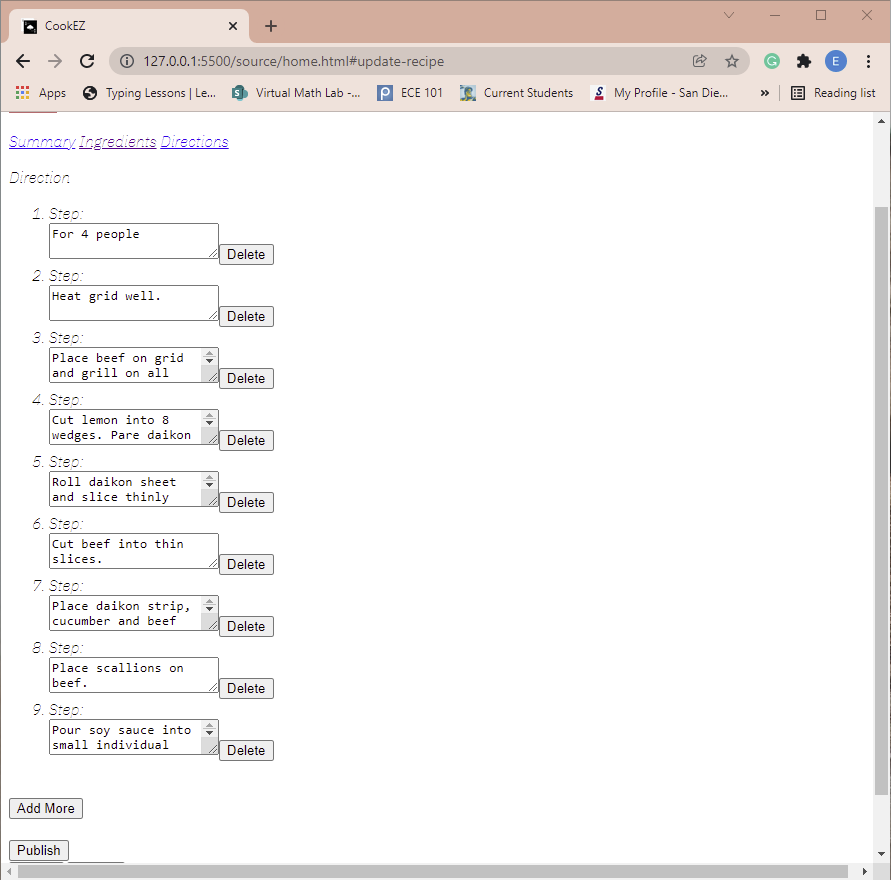 CookEZ
127.0.0.1:5500/source/home.html#update-recipe
E
Apps
Typing Lessons | Le...
Virtual Math Lab -...
ECE 101
Current Students
My Profile - San Die...
»
Reading list
Summary Ingredients Directions
Direction
1. Step:
For 4 people
Delete
2. Step:
Heat grid well.
Delete
3. Step:
Place beef on grid
and grill on all
Delete
4. Step:
Cut lemon into 8
wedges. Pare daikon
Delete
5. Step:
Roll daikon sheet
and slice thinly
Delete
6. Step:
Cut beef into thin
slices.
Delete
7. Step:
Place daikon strip,
cucumber and beef
Delete
8. Step:
Place scallions on
beef.
Delete
9. Step:
Pour soy sauce into
small individual
Delete
Add More
Publish